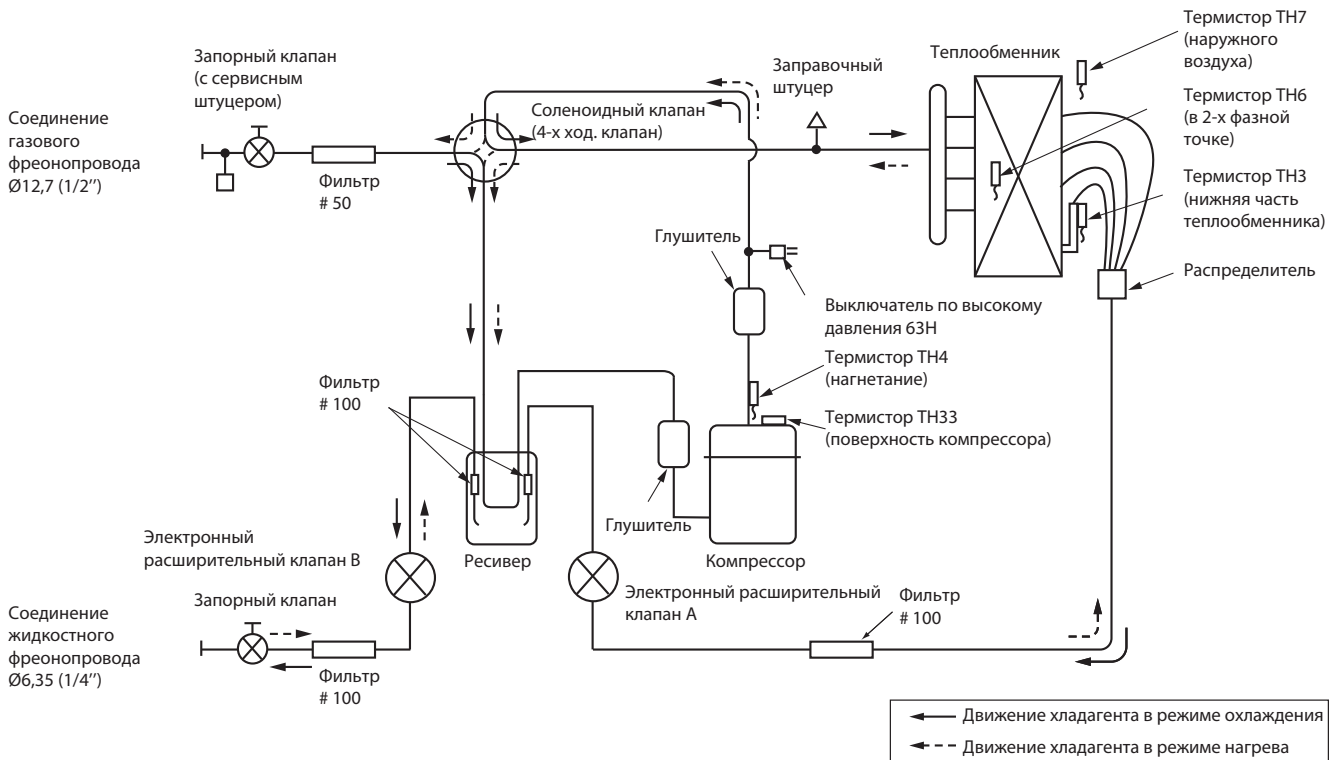 Термистор TH7
(наружного
воздуха)
Теплообменник
Запорный клапан
(с сервисным
штуцером)
Заправочный
штуцер
Термистор TH6
(в 2-х фазной
точке)
Соленоидный клапан
(4-х ход. клапан)
Соединение
газового
фреонопровода
Ø12,7 (1/2’’)
Фильтр
# 50
Термистор TH3
(нижняя часть
теплообменника)
Глушитель
Распределитель
Выключатель по высокому
давления 63H
Термистор TH4
(нагнетание)
Фильтр
# 100
Термистор TH33
(поверхность компрессора)
Глушитель
Электронный
расширительный клапан B
Ресивер
Компрессор
Электронный расширительный
клапан A
Фильтр
# 100
Запорный клапан
Соединение
жидкостного
фреонопровода
Ø6,35 (1/4’’)
Фильтр
# 100
Движение хладагента в режиме охлаждения
Движение хладагента в режиме нагрева